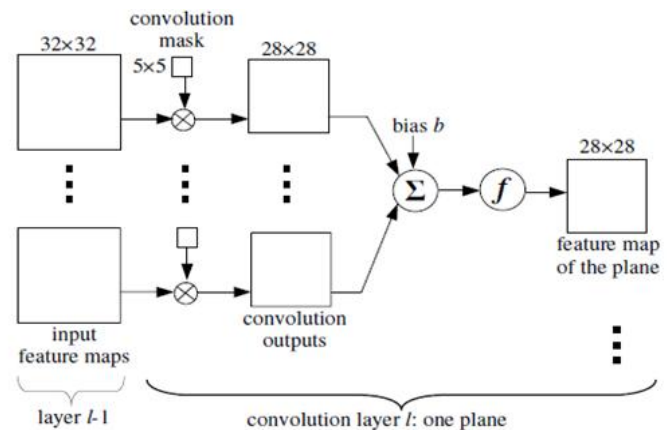 convolution
mask
32×32
5×5
28×28
bias b
Σ
f
28×28
feature map
of the plane
input
feature maps
convolution
outputs
layer l-1
convolution layer l: one plane